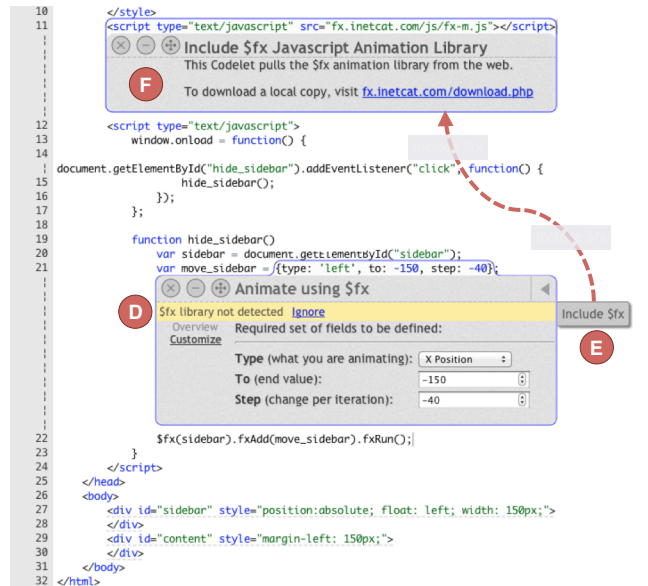 10 </style>
11 <script type="text/javascript" src="fx.inetcat.com/js/fx-m.js"></script>
Include $fx Javascript Animation Library
This Codelet pulls the $fx animation library from the web.
F
To download a local copy, visit fx.inetcat.com/download.php
12 <script type="text/javascript">
13 window.onload = function() {
14
document.getElementById("hide_sidebar").addEventListener("click", function() {
15 hide_sidebar();
16 });
17 };
18
19 function hide_sidebar()
20 var sidebar = document.getElementById("sidebar");
21 var move_sidebar = {type: 'left', to: -150, step: -40};
Animate using $fx
D
$fx library not detected Ignore
Include $fx
E
Overview
Customize
Required set of fields to be defined:
Type (what you are animating): X Position
To (end value): -150
Step (change per iteration): -40
22 $fx(sidebar).fxAdd(move_sidebar).fxRun();
23 }
24 </script>
25 </head>
26 <body>
27 <div id="sidebar" style="position:absolute; float: left; width: 150px;">
28 </div>
29 <div id="content" style="margin-left: 150px;">
30 </div>
31 </body>
32 </html>